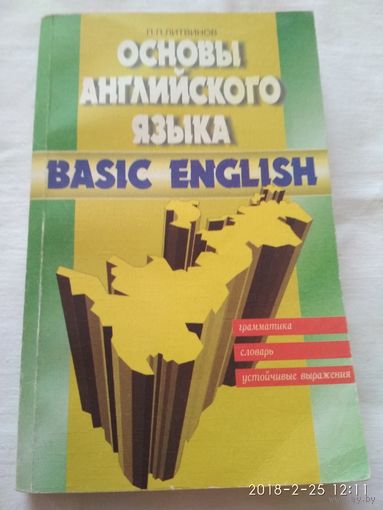 П.П.ЛИТВИНОВ
ОСНОВЫ
АНГЛИЙСКОГО
ЯЗЫКА
BASIC ENGLISH
грамматика
словарь
устойчивые выражения
2018-2-25 12:11